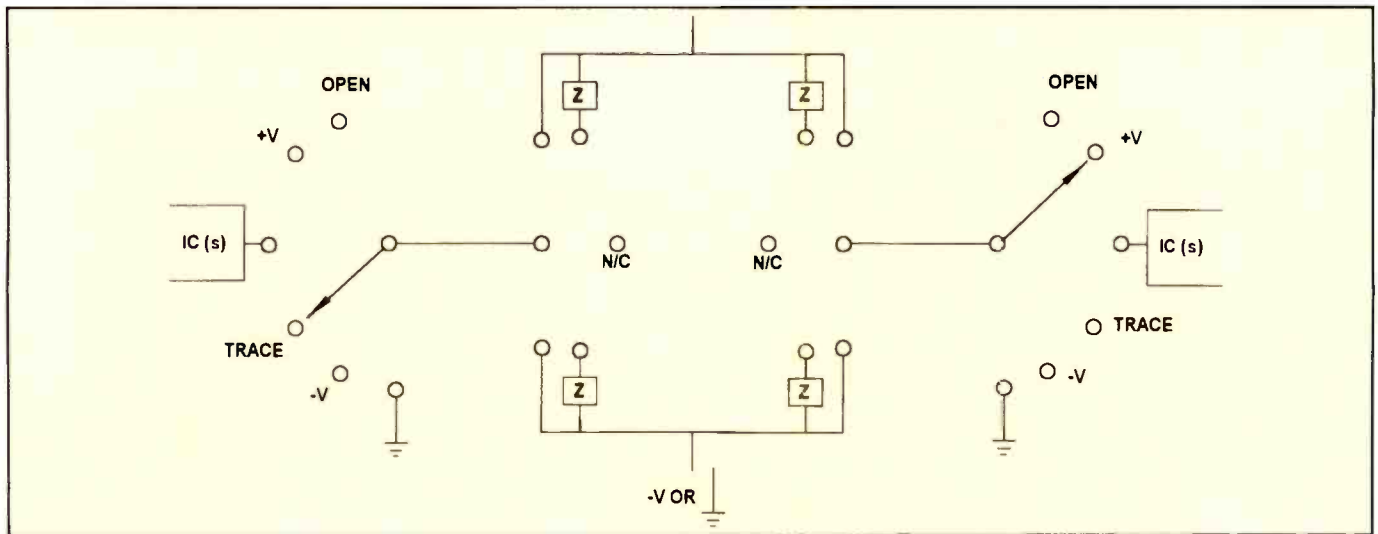 OPEN
OPEN
+V
+V
Z
Z
IC (s)
IC (s)
N/C
N/C
TRACE
TRACE
-V
-V
Z
Z
-V OR